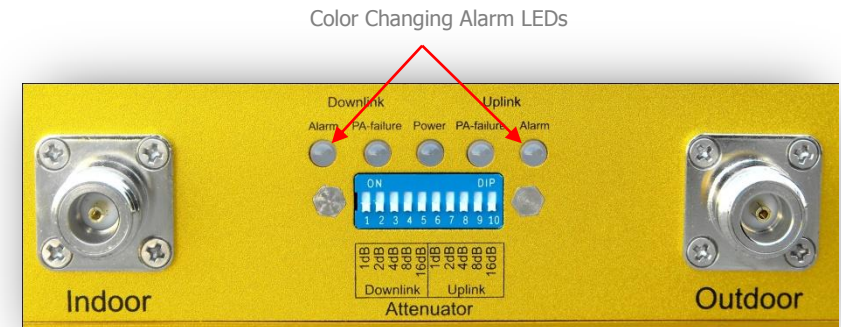 Color Changing Alarm LEDs
Downlink Uplink
Alarm PA-failure Power PA-failure Alarm
ON DIP
1 2 3 4 5 6 7 8 9 10
1dB 2dB 4dB 8dB 16dB 1dB 2dB 4dB 8dB 16dB
Downlink Uplink
Attenuator
Indoor
Outdoor